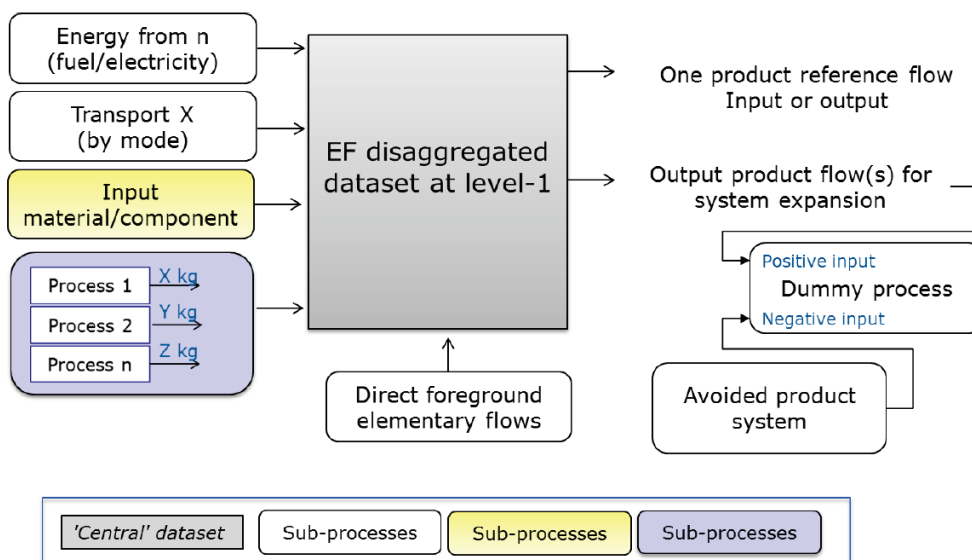 Energy from n
(fuel/electricity)
Transport X
(by mode)
Input
material/component
Process 1
X kg
Process 2
Y kg
Process n
Z kg
EF disaggregated
dataset at level-1
Direct foreground
elementary flows
One product reference flow
Input or output
Output product flow(s) for
system expansion
Positive input
Dummy process
Negative input
Avoided product
system
'Central' dataset
Sub-processes
Sub-processes
Sub-processes